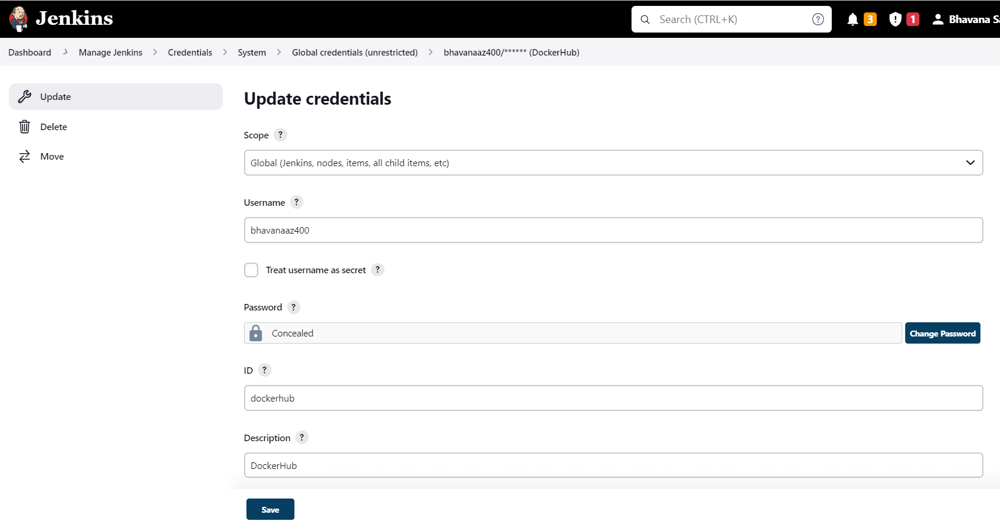 Jenkins
Search (CTRL+K) ?
3
1
Bhavana
Dashboard > Manage Jenkins > Credentials > System > Global credentials (unrestricted) > bhavanaaz400/****** (DockerHub)
Update
Delete
Move
Update credentials
Scope ?
Global (Jenkins, nodes, items, all child items, etc)
Username ?
bhavanaaz400
Treat username as secret ?
Password ?
Concealed
Change Password
ID ?
dockerhub
Description ?
DockerHub
Save